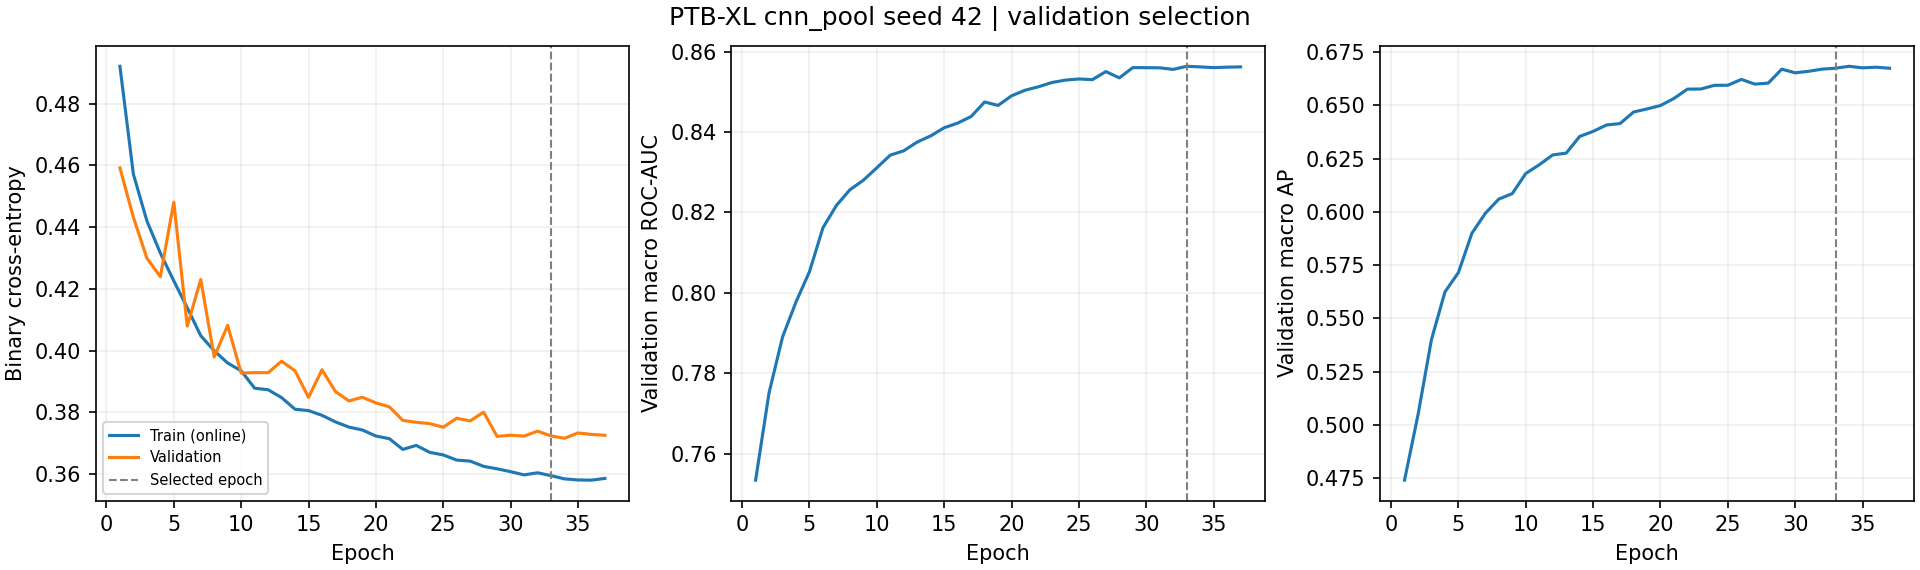 PTB-XL cnn_pool seed 42 | validation selection
Binary cross-entropy
0.48
0.46
0.44
0.42
0.40
0.38
0.36
Train (online)
Validation
Selected epoch
0 5 10 15 20 25 30 35
Epoch
Validation macro ROC-AUC
0.86
0.84
0.82
0.80
0.78
0.76
0 5 10 15 20 25 30 35
Epoch
Validation macro AP
0.675
0.650
0.625
0.600
0.575
0.550
0.525
0.500
0.475
0 5 10 15 20 25 30 35
Epoch